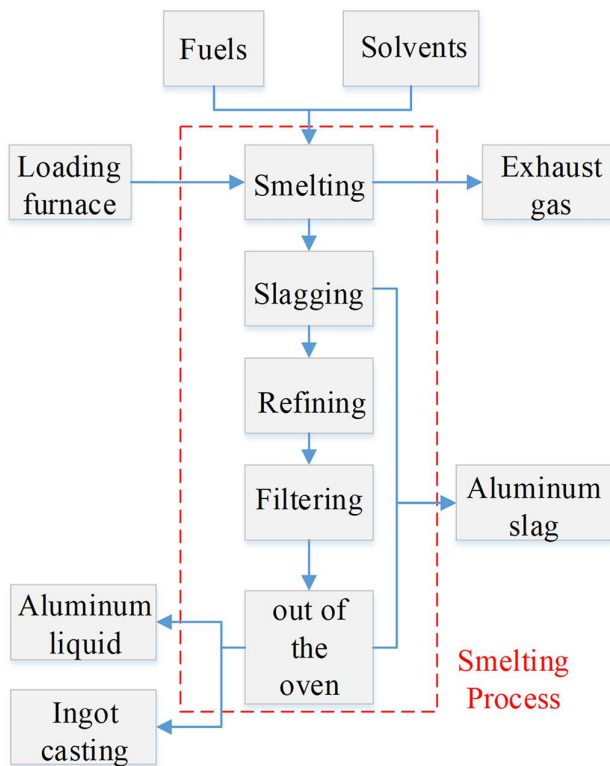 Fuels
Solvents
Loading
furnace
Smelting
Exhaust
gas
Slagging
Refining
Filtering
Aluminum
slag
out of
the
oven
Aluminum
liquid
Ingot
casting
Smelting
Process